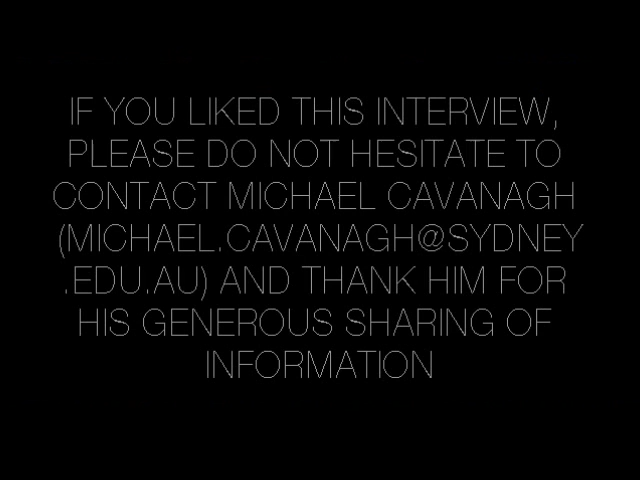 IF YOU LIKED THIS INTERVIEW,
PLEASE DO NOT HESITATE TO
CONTACT MICHAEL CAVANAGH
(MICHAEL.CAVANAGH@SYDNEY
.EDU.AU) AND THANK HIM FOR
HIS GENEROUS SHARING OF
INFORMATION